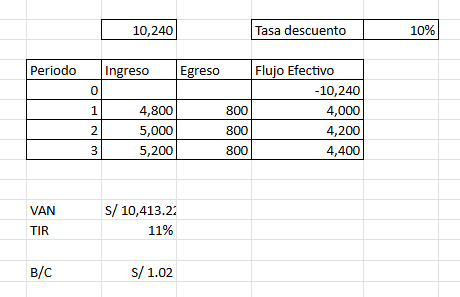 10,240 Tasa descuento 10%
Periodo Ingreso Egreso Flujo Efectivo
0 -10,240
1 4,800 800 4,000
2 5,000 800 4,200
3 5,200 800 4,400
VAN S/ 10,413.22
TIR 11%
B/C S/ 1.02